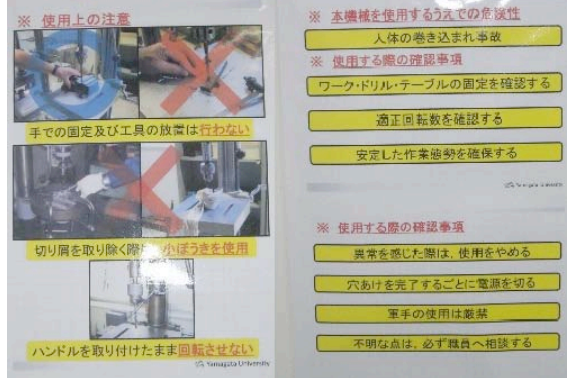 ※ 使用上の注意
手での固定及び工具の放置は行わない
切り屑を取り除く際は、小ぼうきを使用
ハンドルを取り付けたまま回転させない
Yamagata University
※ 本機械を使用するうえでの危険性
人体の巻き込まれ事故
※ 使用する際の確認事項
ワーク・ドリル・テーブルの固定を確認する
適正回転数を確認する
安定した作業態勢を確保する
Yamagata University
※ 使用する際の確認事項
異常を感じた際は、使用をやめる
穴あけを完了するごとに電源を切る
軍手の使用は厳禁
不明な点は、必ず職員へ相談する